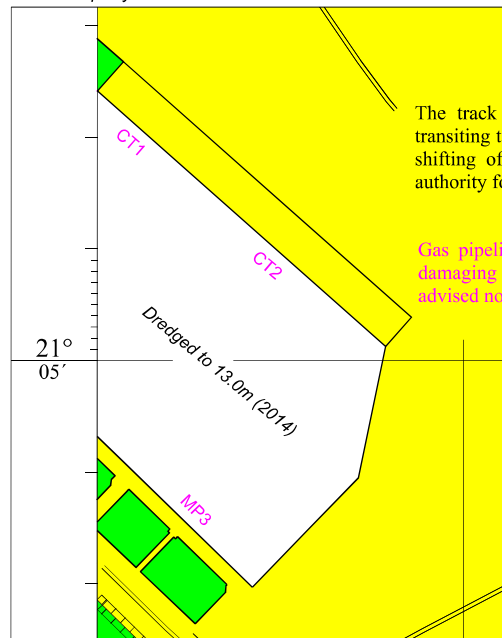 The track
transiting t
shifting of
authority fo
CT1
Gas pipeli
damaging
advised no
CT2
Dredged to 13.0m (2014)
21°
05′
MP3